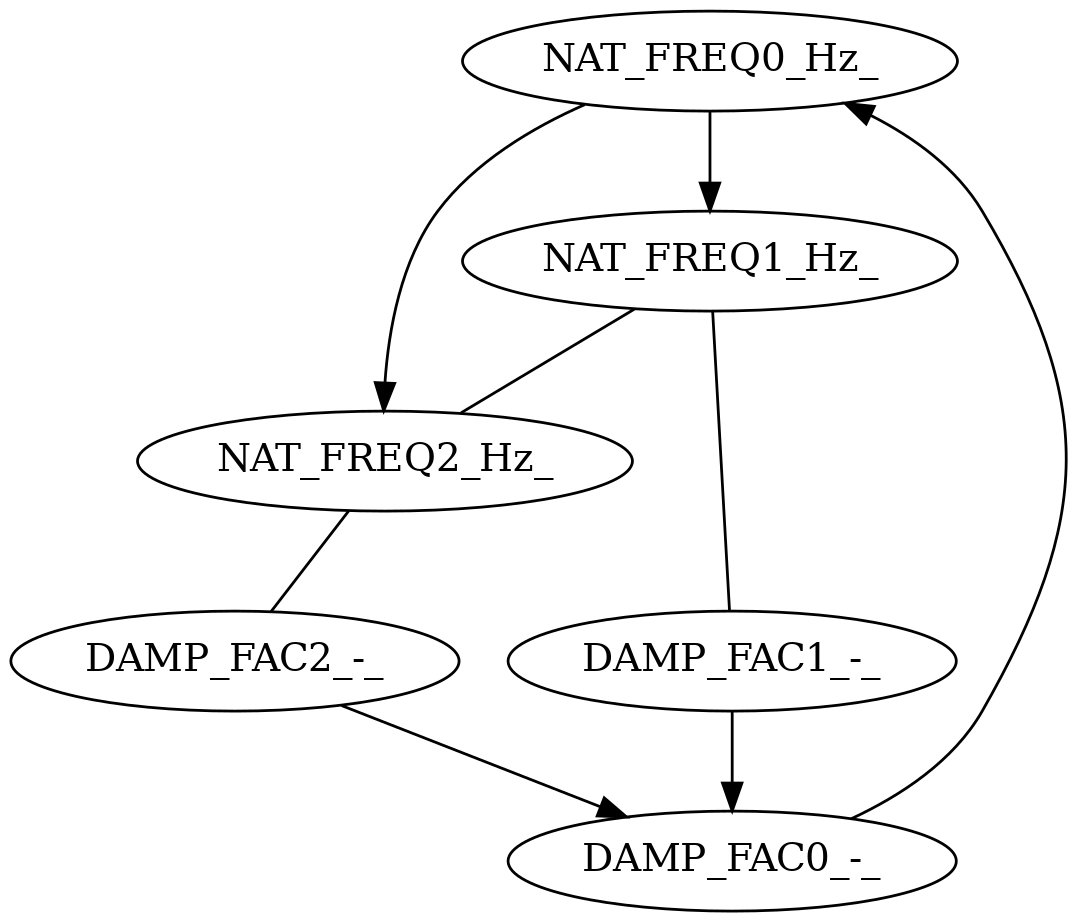 NAT_FREQ0_Hz_
NAT_FREQ1_Hz_
NAT_FREQ2_Hz_
DAMP_FAC2_-_
DAMP_FAC1_-_
DAMP_FAC0_-_